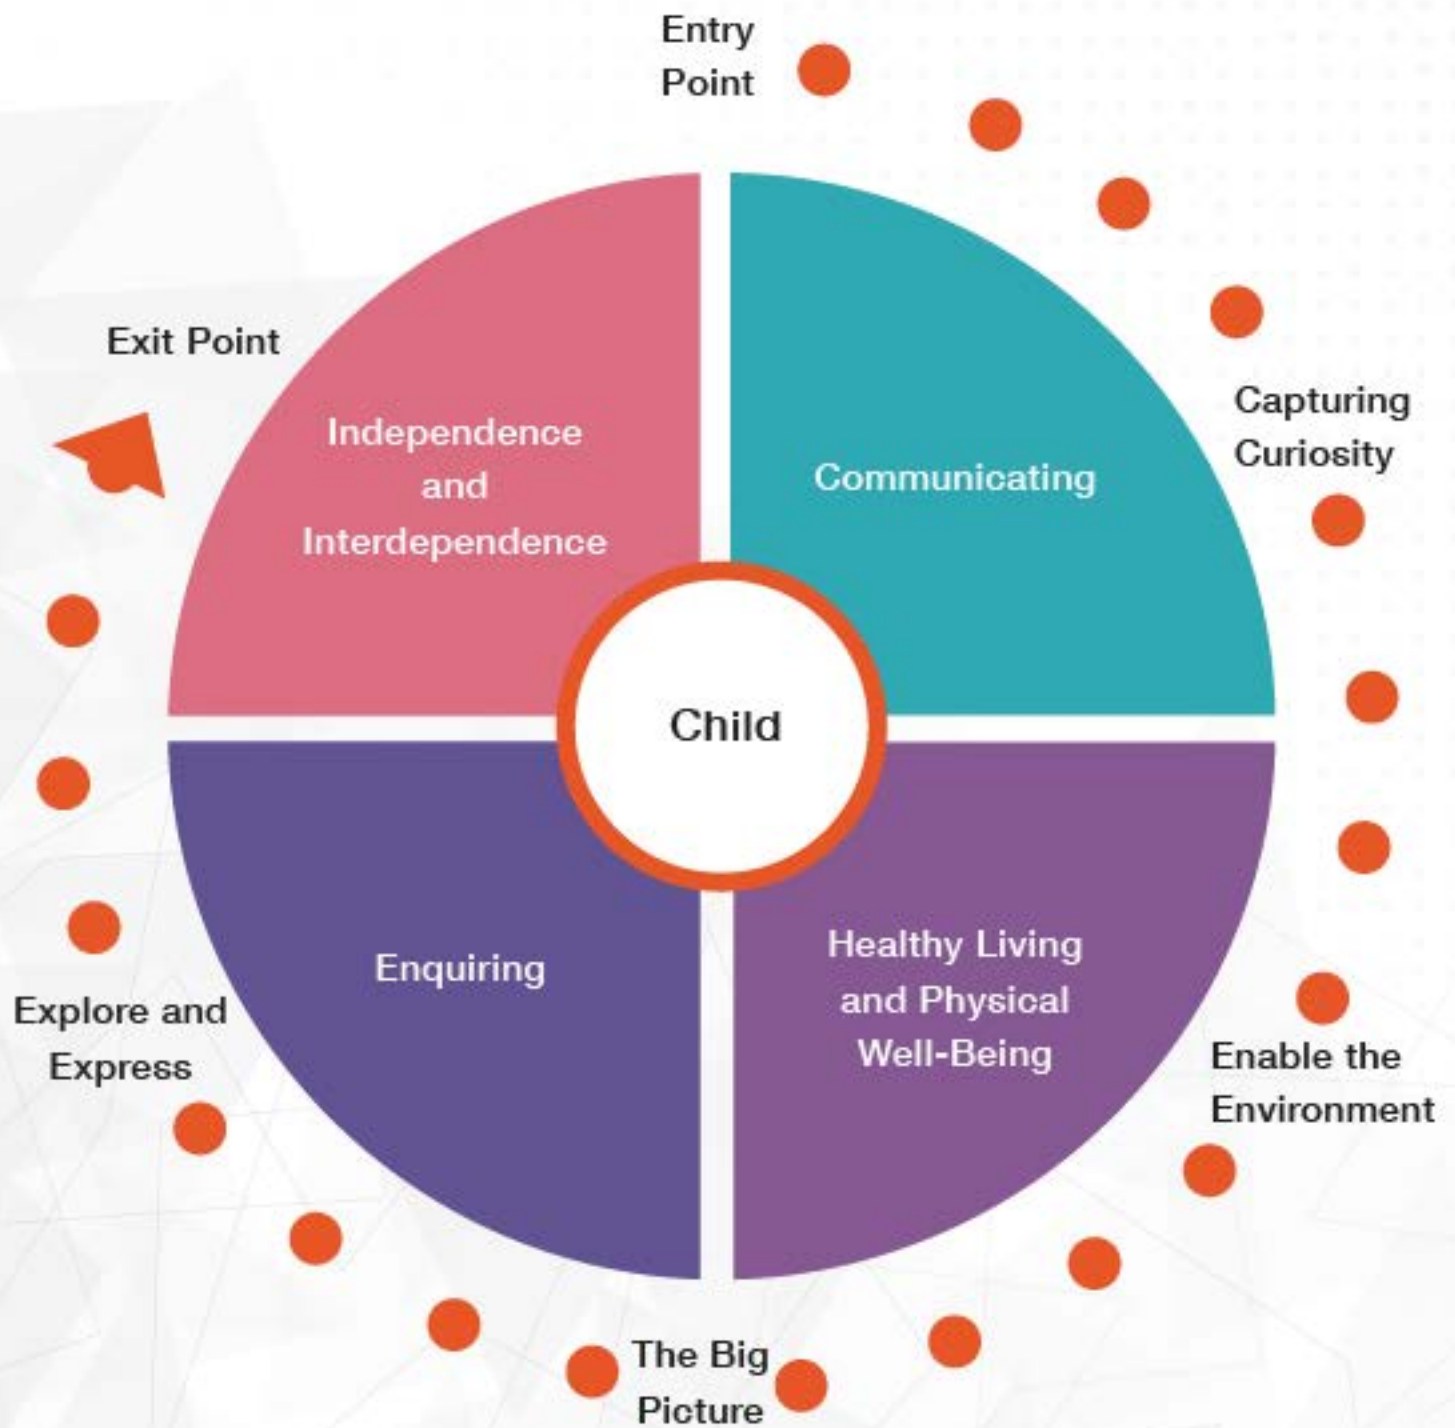 Entry
Point
Exit Point
Independence
and
Interdependence
Communicating
Capturing
Curiosity
Child
Enquiring
Healthy Living
and Physical
Well-Being
Explore and
Express
Enable the
Environment
The Big
Picture